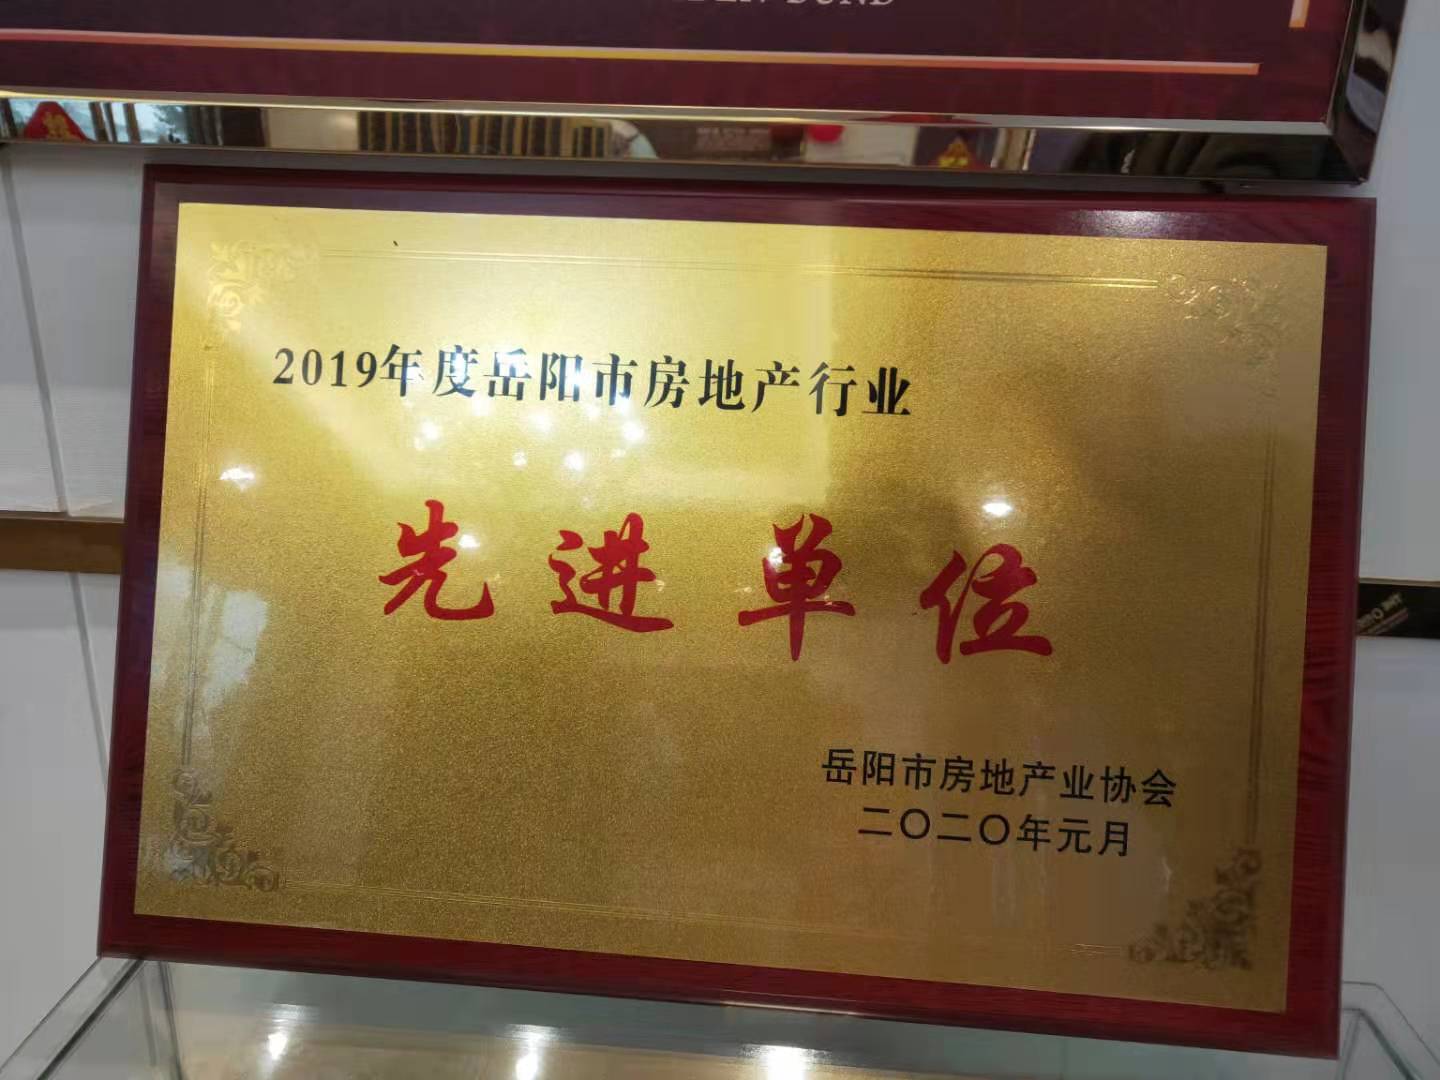 BUND
2019年度岳阳市房地产行业
先进单位
岳阳市房地产业协会
二〇二〇年元月